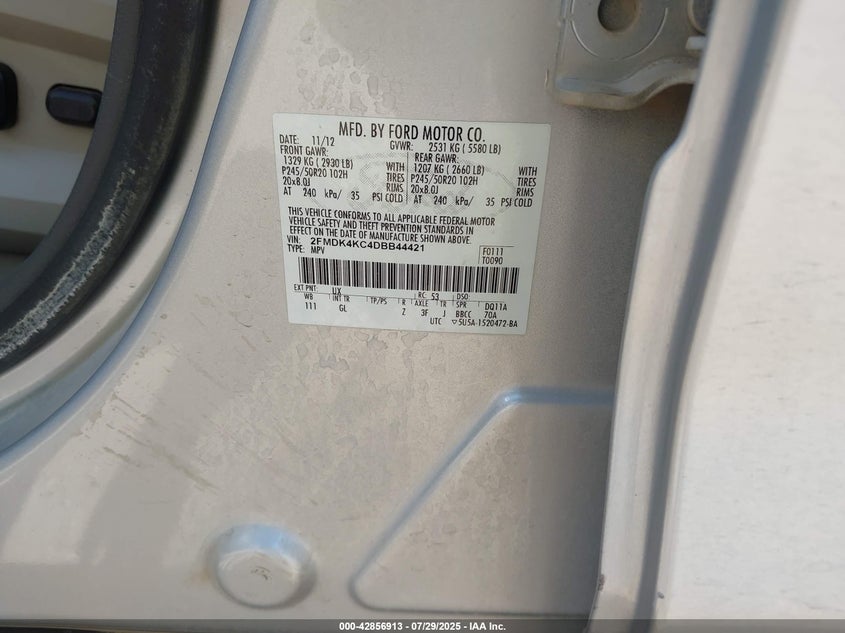 MFD. BY FORD MOTOR CO.
DATE: 11/12 GVWR: 2531 KG ( 5580 LB)
FRONT GAWR: REAR GAWR:
1329 KG ( 2930 LB) WITH 1207 KG ( 2660 LB) WITH
P245/50R20 102H TIRES P245/50R20 102H TIRES
20x8.0J RIMS 20x8.0J RIMS
AT 240 kPa/ 35 PSI COLD AT 240 kPa/ 35 PSI COLD
THIS VEHICLE CONFORMS TO ALL APPLICABLE FEDERAL MOTOR
VEHICLE SAFETY AND THEFT PREVENTION STANDARDS IN
EFFECT ON THE DATE OF MANUFACTURE SHOWN ABOVE.
VIN: 2FMDK4KC4DBB44421
TYPE: MPV
F0111
T0090
EXT PNT: UX RC: 53 DSO:
WB INT TR TP/PS R AXLE TR SPR DQ11A
111 GL Z 3F J BBCC 70A
UTC ▽5U5A-1520472-BA
000-42856913 - 07/29/2025 - IAA Inc.